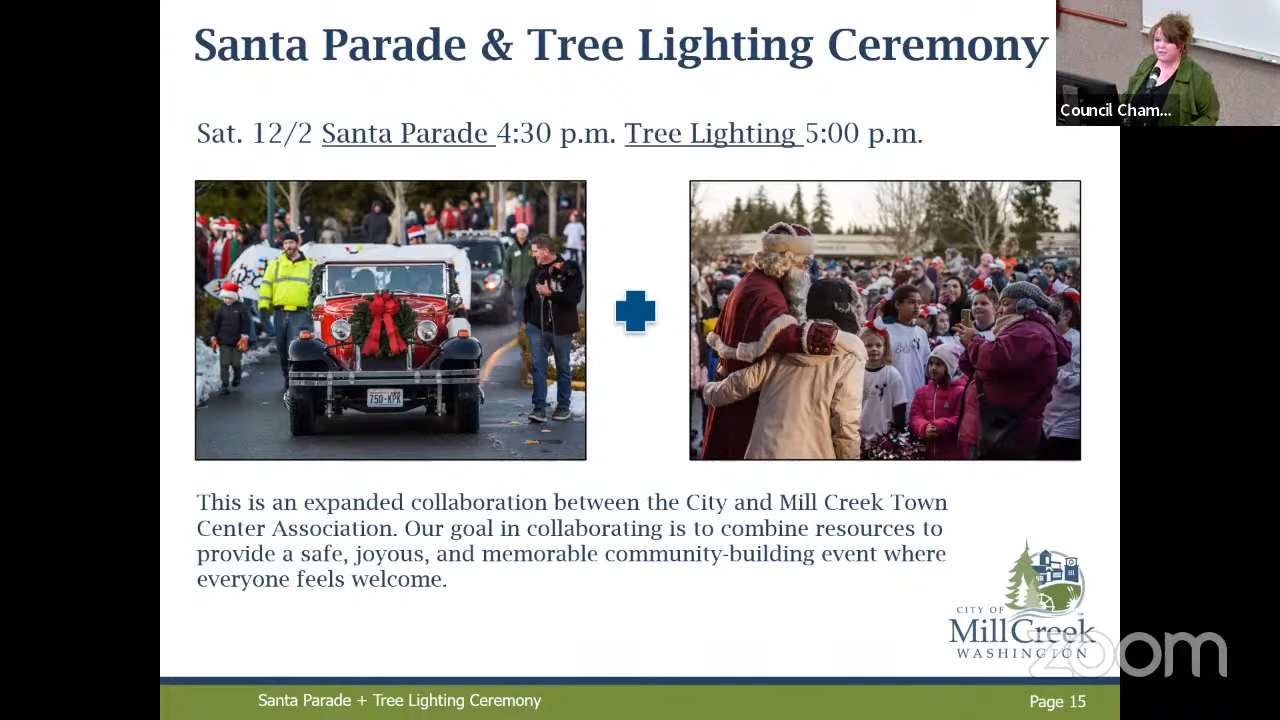 Santa Parade & Tree Lighting Ceremony
Council Cham...
Sat. 12/2 Santa Parade 4:30 p.m. Tree Lighting 5:00 p.m.
750-KPK
This is an expanded collaboration between the City and Mill Creek Town
Center Association. Our goal in collaborating is to combine resources to
provide a safe, joyous, and memorable community-building event where
everyone feels welcome.
CITY OF
Mill Creek
WASHINGTON
zoom
Santa Parade + Tree Lighting Ceremony
Page 15